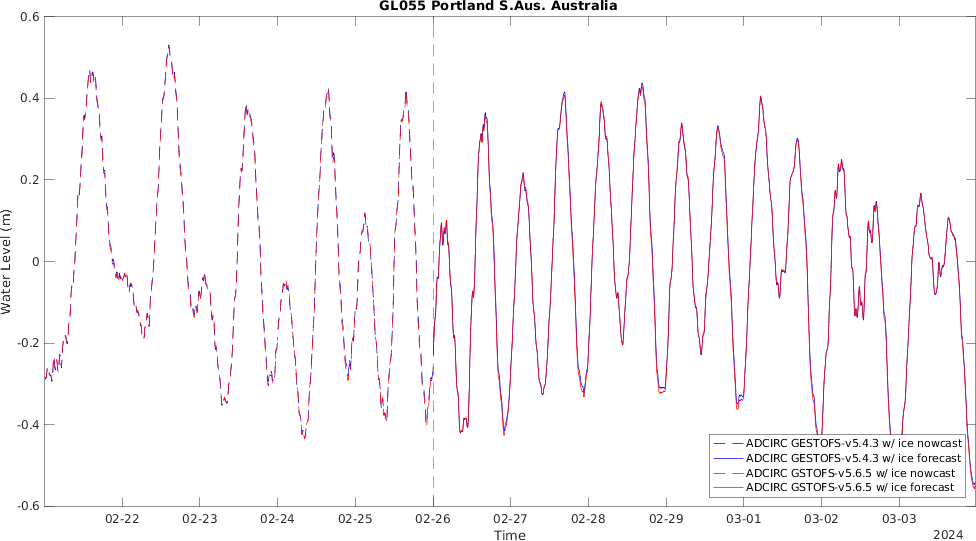 GL055 Portland S.Aus. Australia
Water Level (m)
0.6
0.4
0.2
0
-0.2
-0.4
-0.6
ADCIRC GESTOFS-v5.4.3 w/ ice nowcast
ADCIRC GESTOFS-v5.4.3 w/ ice forecast
ADCIRC GSTOFS-v5.6.5 w/ ice nowcast
ADCIRC GSTOFS-v5.6.5 w/ ice forecast
02-22 02-23 02-24 02-25 02-26 02-27 02-28 02-29 03-01 03-02 03-03
Time
2024